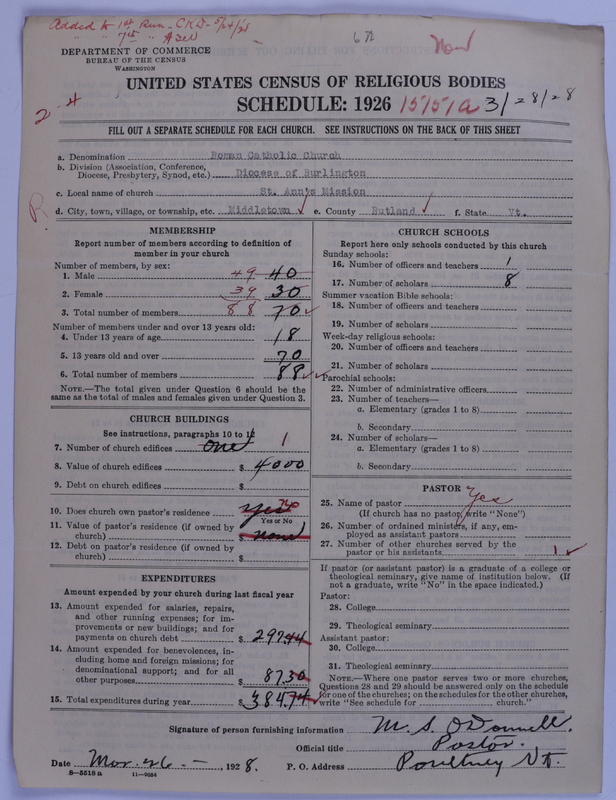 Added to 1st Run - CKD - 5/24/28
7th " "
67
Now
DEPARTMENT OF COMMERCE
BUREAU OF THE CENSUS
WASHINGTON
UNITED STATES CENSUS OF RELIGIOUS BODIES
SCHEDULE: 1926 15151a 3/28/28
2-4
FILL OUT A SEPARATE SCHEDULE FOR EACH CHURCH. SEE INSTRUCTIONS ON THE BACK OF THIS SHEET
a. Denomination Roman Catholic Church
b. Division (Association, Conference, Diocese, Presbytery, Synod, etc.) Diocese of Burlington
c. Local name of church St. Ann's Mission
R
d. City, town, village, or township, etc. Middletown e. County Rutland f. State Vt.
MEMBERSHIP
Report number of members according to definition of member in your church
Number of members, by sex:
1. Male 49 40
2. Female 39 30
3. Total number of members 88 70
Number of members under and over 13 years old:
4. Under 13 years of age 18
5. 13 years old and over 70
6. Total number of members 88
NOTE.—The total given under Question 6 should be the same as the total of males and females given under Question 3.
CHURCH BUILDINGS
See instructions, paragraphs 10 to 12
7. Number of church edifices one 1
8. Value of church edifices $ 4000
9. Debt on church edifices $
10. Does church own pastor's residence yes no
Yes or No
11. Value of pastor's residence (if owned by church) $ none
12. Debt on pastor's residence (if owned by church) $
EXPENDITURES
Amount expended by your church during last fiscal year
13. Amount expended for salaries, repairs, and other running expenses; for improvements or new buildings; and for payments on church debt $ 297.44
14. Amount expended for benevolences, including home and foreign missions; for denominational support; and for all other purposes $ 87.30
15. Total expenditures during year $ 384.74
CHURCH SCHOOLS
Report here only schools conducted by this church
Sunday schools:
16. Number of officers and teachers 1
17. Number of scholars 8
Summer vacation Bible schools:
18. Number of officers and teachers
19. Number of scholars
Week-day religious schools:
20. Number of officers and teachers
21. Number of scholars
Parochial schools:
22. Number of administrative officers
23. Number of teachers—
a. Elementary (grades 1 to 8)
b. Secondary
24. Number of scholars—
a. Elementary (grades 1 to 8)
b. Secondary
PASTOR
25. Name of pastor Yes
(If church has no pastor, write "None")
26. Number of ordained ministers, if any, employed as assistant pastors
27. Number of other churches served by the pastor or his assistants 1
If pastor (or assistant pastor) is a graduate of a college or theological seminary, give name of institution below. (If not a graduate, write "No" in the space indicated.)
Pastor:
28. College
29. Theological seminary
Assistant pastor:
30. College
31. Theological seminary
NOTE.—Where one pastor serves two or more churches, Questions 28 and 29 should be answered only on the schedule for one of the churches; on the schedules for the other churches, write "See schedule for church."
Signature of person furnishing information M. S. O'Donnell.
Official title Pastor.
Date Mar. 26.-, 1928. P. O. Address Poultney Vt.
8—5518 a 11—9034